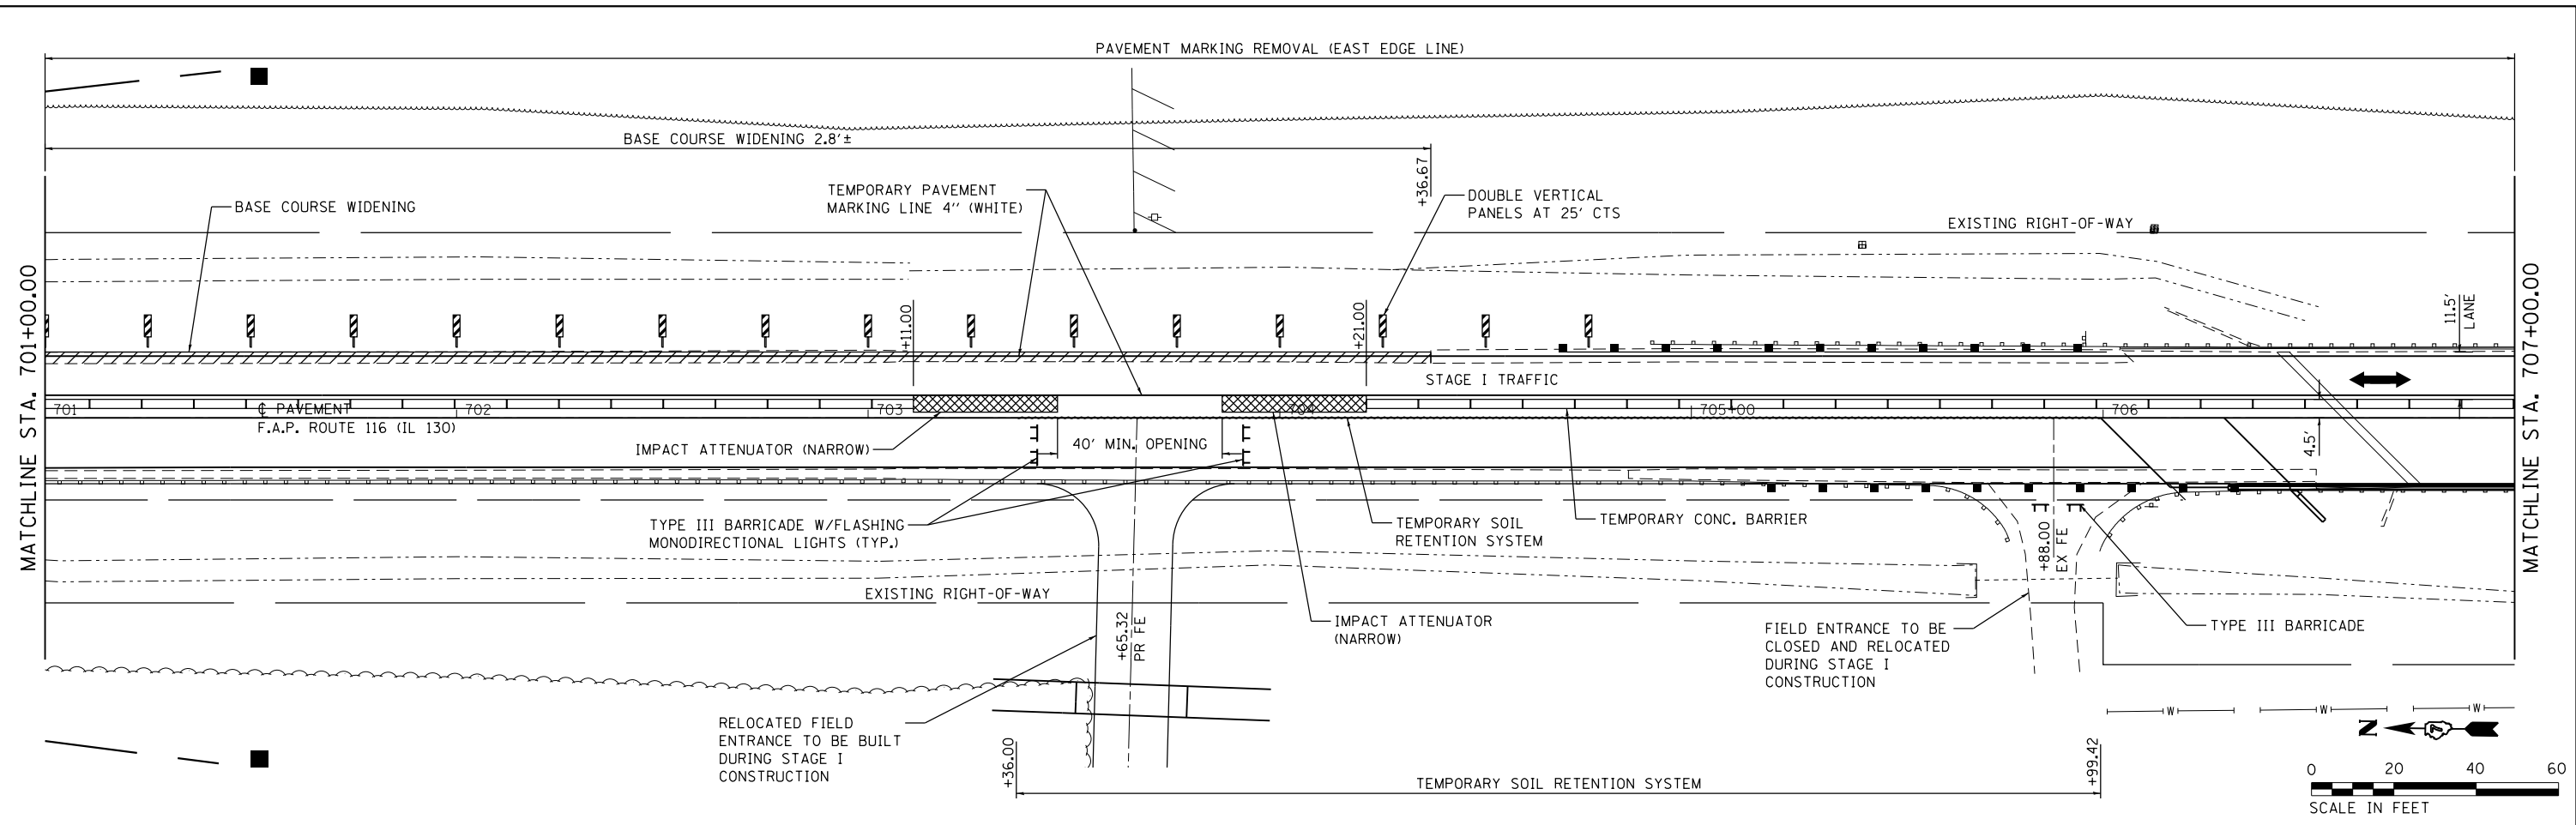 PAVEMENT MARKING REMOVAL (EAST EDGE LINE)
BASE COURSE WIDENING 2.8'±
+36.67
TEMPORARY PAVEMENT
MARKING LINE 4'' (WHITE)
DOUBLE VERTICAL
PANELS AT 25' CTS
BASE COURSE WIDENING
EXISTING RIGHT-OF-WAY
MATCHLINE STA. 701+00.00
MATCHLINE STA. 707+00.00
+11.00
+21.00
11.5'
LANE
STAGE I TRAFFIC
701
℄ PAVEMENT
F.A.P. ROUTE 116 (IL 130)
702
703
704
705+00
706
IMPACT ATTENUATOR (NARROW)
40' MIN. OPENING
4.5'
TYPE III BARRICADE W/FLASHING
MONODIRECTIONAL LIGHTS (TYP.)
TEMPORARY SOIL
RETENTION SYSTEM
TEMPORARY CONC. BARRIER
+88.00
EX FE
EXISTING RIGHT-OF-WAY
+65.32
PR FE
IMPACT ATTENUATOR
(NARROW)
FIELD ENTRANCE TO BE
CLOSED AND RELOCATED
DURING STAGE I
CONSTRUCTION
TYPE III BARRICADE
RELOCATED FIELD
ENTRANCE TO BE BUILT
DURING STAGE I
CONSTRUCTION
W
W
W
N
+36.00
TEMPORARY SOIL RETENTION SYSTEM
+99.42
0 20 40 60
SCALE IN FEET